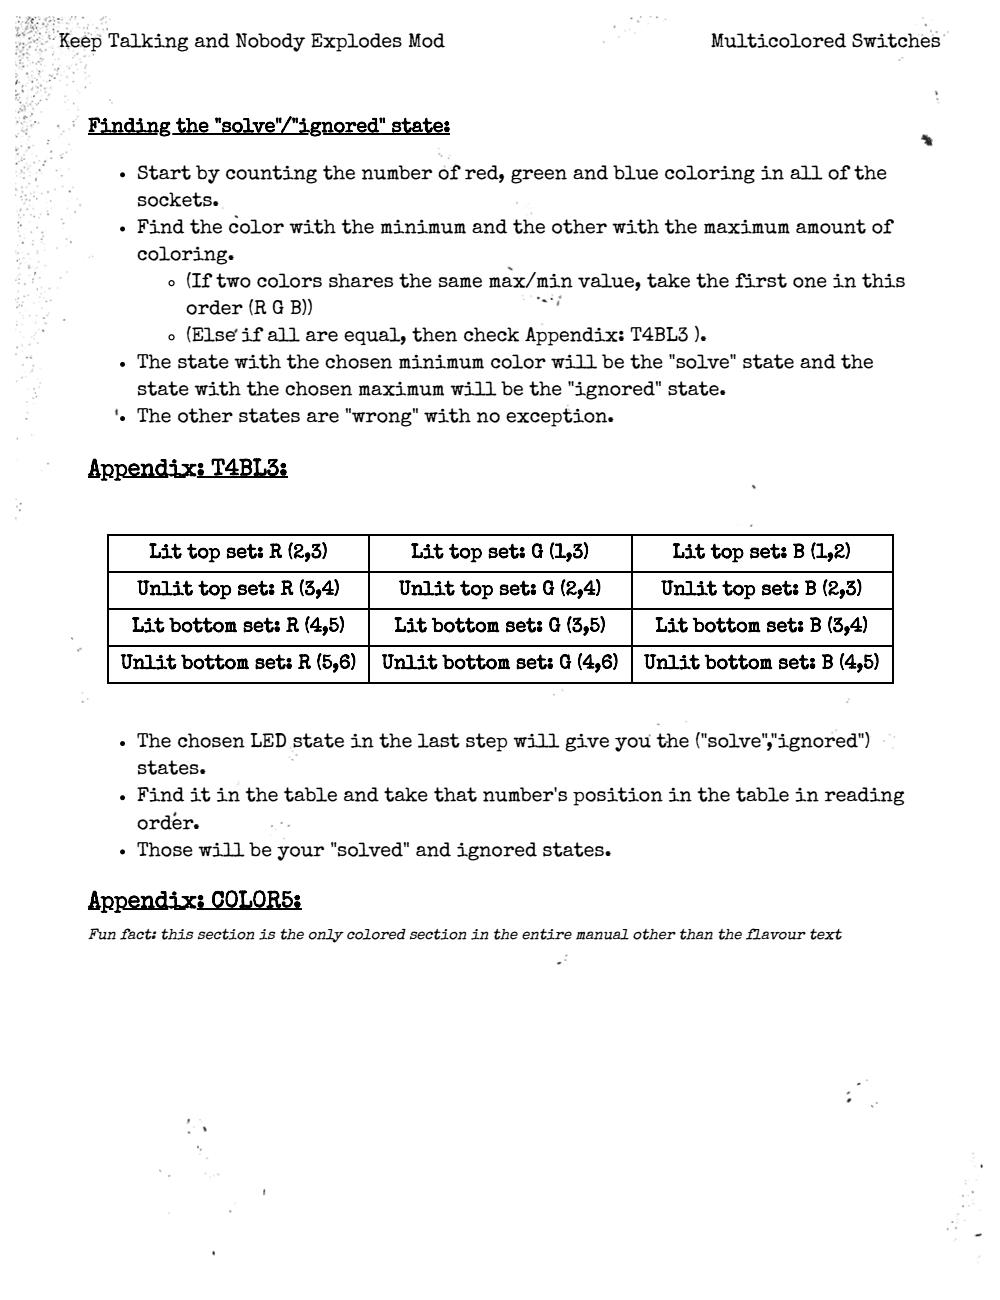 Keep Talking and Nobody Explodes Mod Multicolored Switches
Finding the "solve"/"ignored" state:
• Start by counting the number of red, green and blue coloring in all of the
sockets.
• Find the color with the minimum and the other with the maximum amount of
coloring.
◦ (If two colors shares the same max/min value, take the first one in this
order (R G B))
◦ (Else if all are equal, then check Appendix: T4BL3 ).
• The state with the chosen minimum color will be the "solve" state and the
state with the chosen maximum will be the "ignored" state.
• The other states are "wrong" with no exception.
Appendix: T4BL3:
Lit top set: R (2,3) Lit top set: G (1,3) Lit top set: B (1,2)
Unlit top set: R (3,4) Unlit top set: G (2,4) Unlit top set: B (2,3)
Lit bottom set: R (4,5) Lit bottom set: G (3,5) Lit bottom set: B (3,4)
Unlit bottom set: R (5,6) Unlit bottom set: G (4,6) Unlit bottom set: B (4,5)
• The chosen LED state in the last step will give you the ("solve","ignored")
states.
• Find it in the table and take that number's position in the table in reading
order.
• Those will be your "solved" and ignored states.
Appendix: COLOR5:
Fun fact: this section is the only colored section in the entire manual other than the flavour text